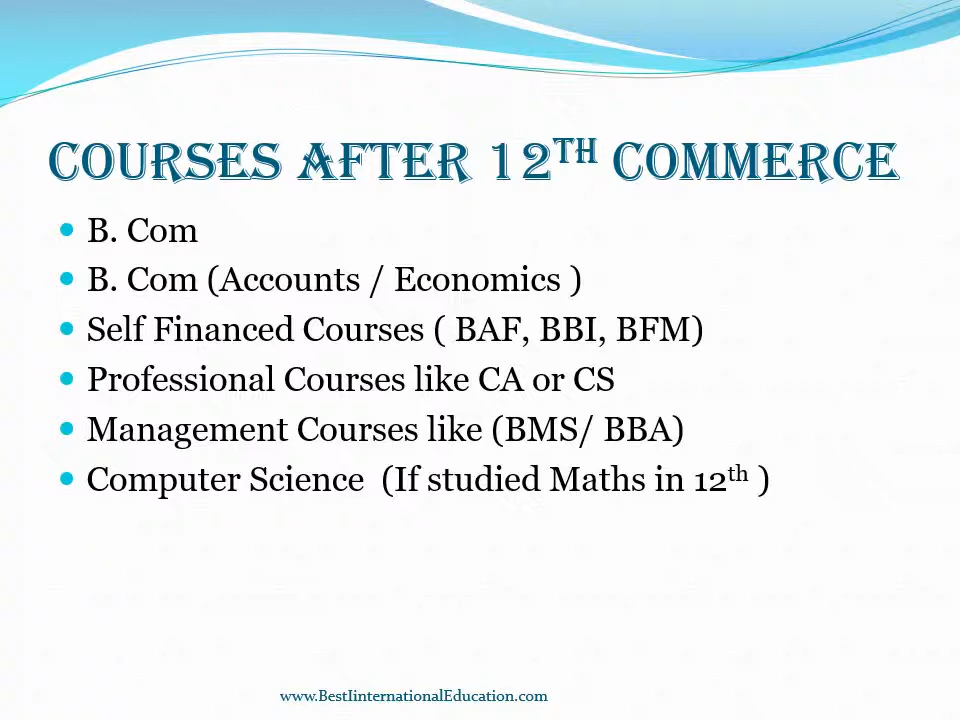 COURSES AFTER 12TH COMMERCE
• B. Com
• B. Com (Accounts / Economics )
• Self Financed Courses ( BAF, BBI, BFM)
• Professional Courses like CA or CS
• Management Courses like (BMS/ BBA)
• Computer Science  (If studied Maths in 12th )
www.BestIinternationalEducation.com